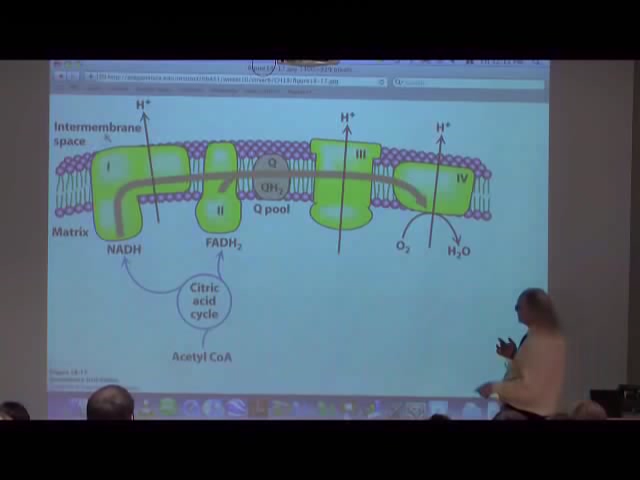 H+
H+
H+
Intermembrane
space
I
Q
III
QH2
IV
II
Matrix
Q pool
NADH
FADH2
O2
H2O
Citric
acid
cycle
Acetyl CoA